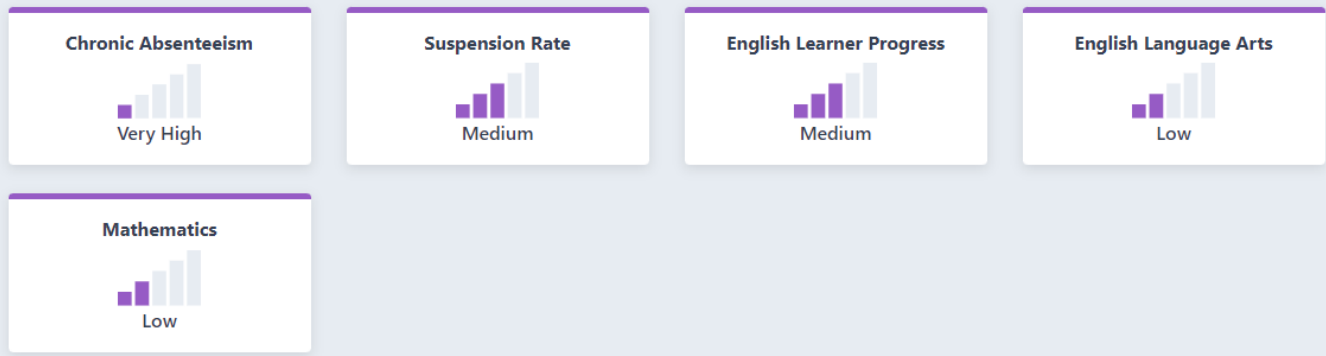 Chronic Absenteeism
Very High
Suspension Rate
Medium
English Learner Progress
Medium
English Language Arts
Low
Mathematics
Low